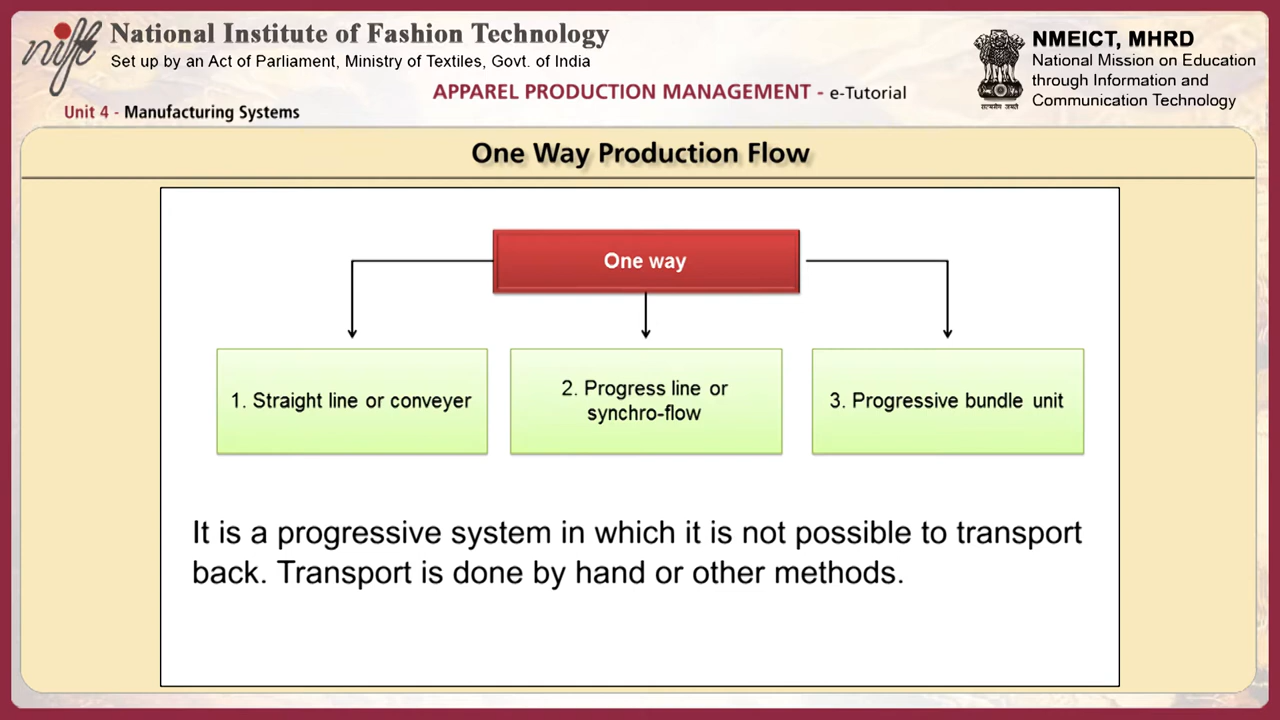 nift
National Institute of Fashion Technology
Set up by an Act of Parliament, Ministry of Textiles, Govt. of India
APPAREL PRODUCTION MANAGEMENT - e-Tutorial
Unit 4 - Manufacturing Systems
सत्यमेव जयते
NMEICT, MHRD
National Mission on Education
through Information and
Communication Technology
One Way Production Flow
One way
1. Straight line or conveyer
2. Progress line or
synchro-flow
3. Progressive bundle unit
It is a progressive system in which it is not possible to transport
back. Transport is done by hand or other methods.